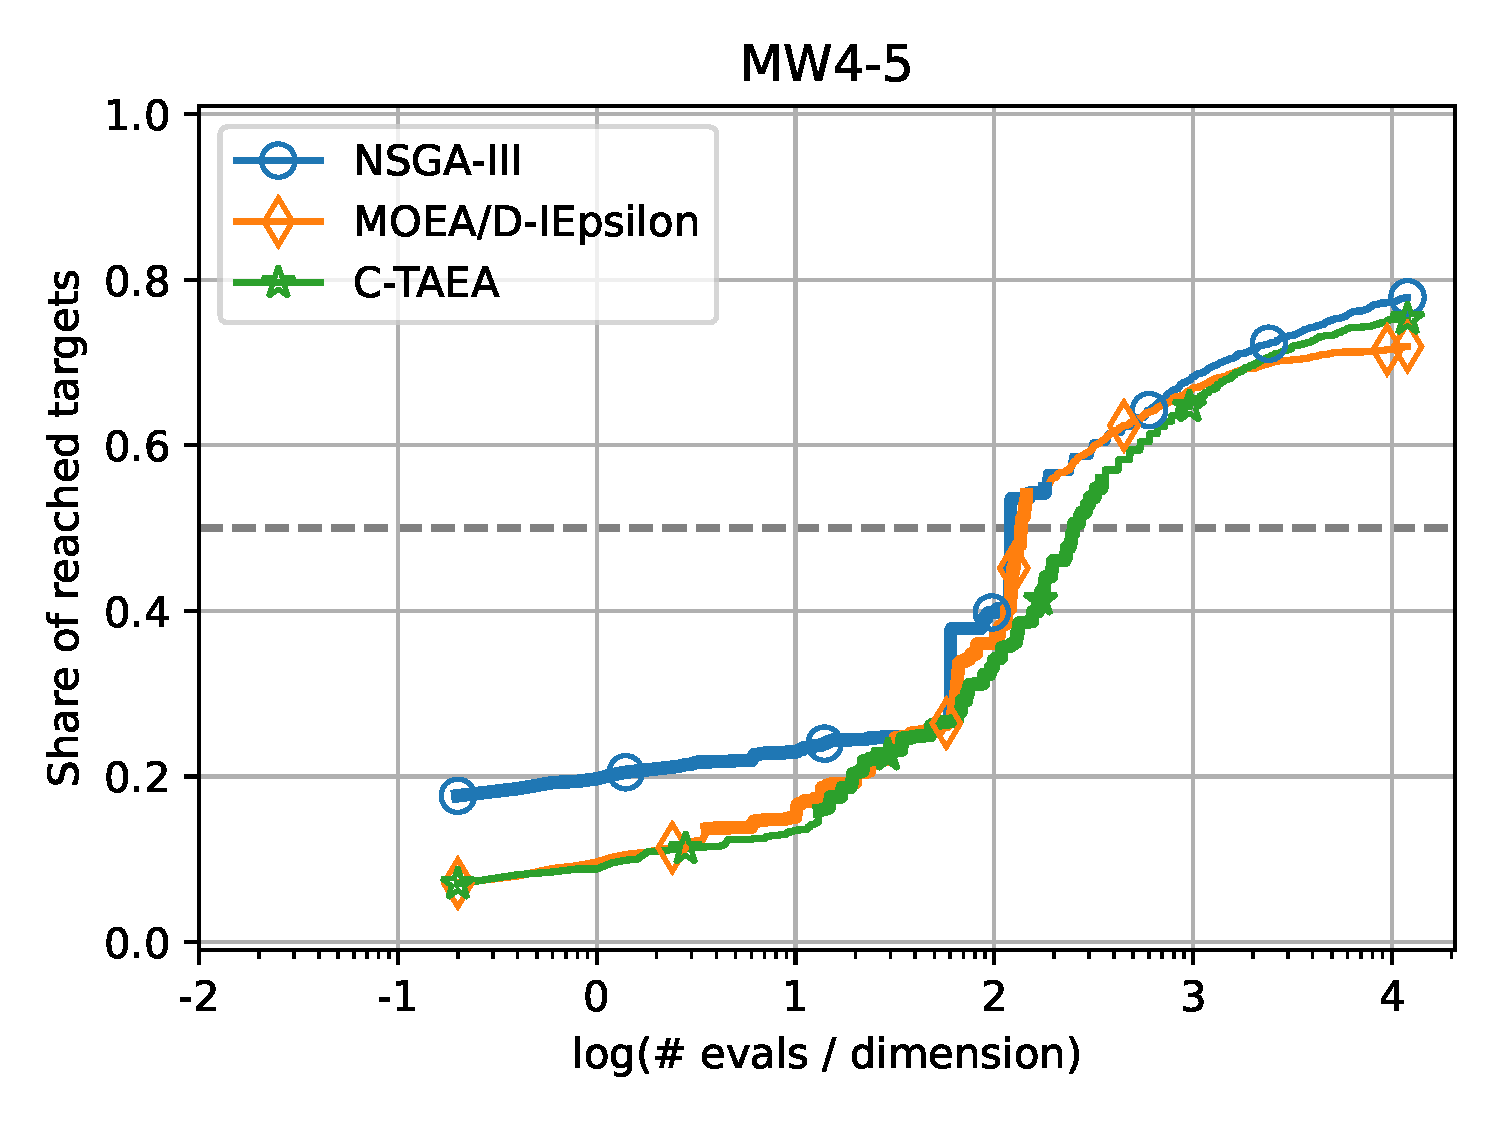 MW4-5
1.0
0.8
0.6
0.4
0.2
0.0
Share of reached targets
NSGA-III
MOEA/D-IEpsilon
C-TAEA
-2 -1 0 1 2 3 4
log(# evals / dimension)